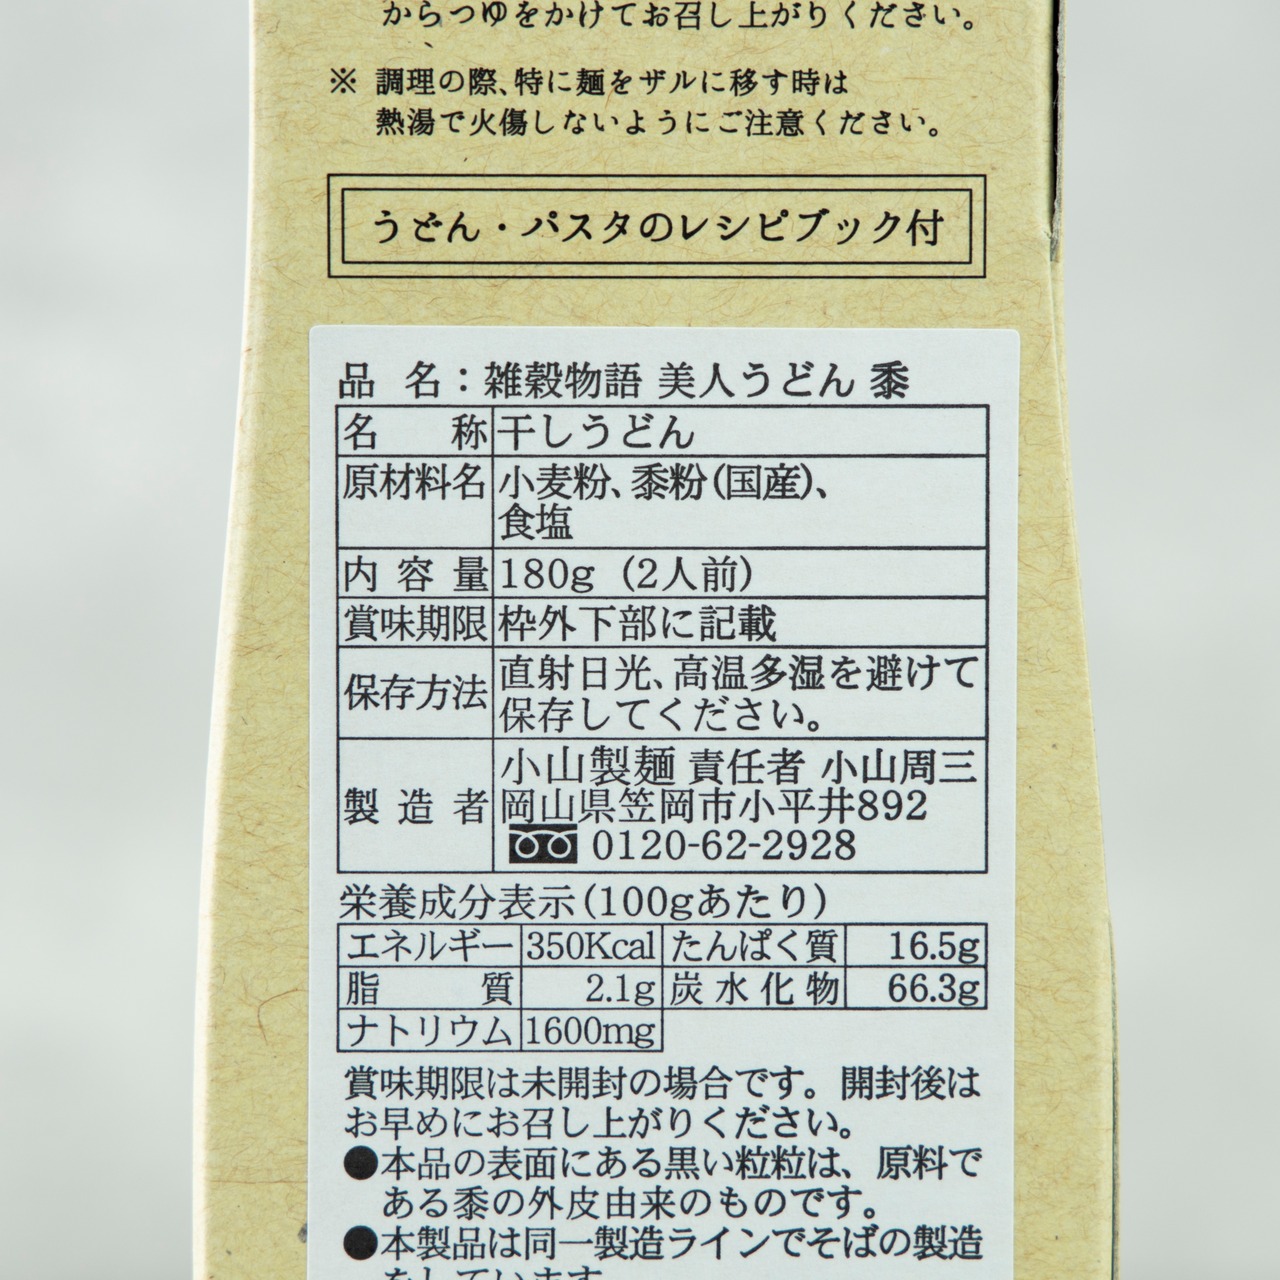 からつゆをかけてお召し上がりください。
※ 調理の際、特に麺をザルに移す時は
熱湯で火傷しないようにご注意ください。
うどん・パスタのレシピブック付
品 名：雑穀物語 美人うどん 黍
名 称 干しうどん
原材料名 小麦粉、黍粉(国産)、
食塩
内 容 量 180g (2人前)
賞味期限 枠外下部に記載
保存方法 直射日光、高温多湿を避けて
保存してください。
製 造 者 小山製麺 責任者 小山周三
岡山県笠岡市小平井892
0120-62-2928
栄養成分表示(100gあたり)
エネルギー 350Kcal たんぱく質 16.5g
脂 質 2.1g 炭水化物 66.3g
ナトリウム 1600mg
賞味期限は未開封の場合です。開封後は
お早めにお召し上がりください。
●本品の表面にある黒い粒粒は、原料で
ある黍の外皮由来のものです。
●本製品は同一製造ラインでそばの製造
をしています